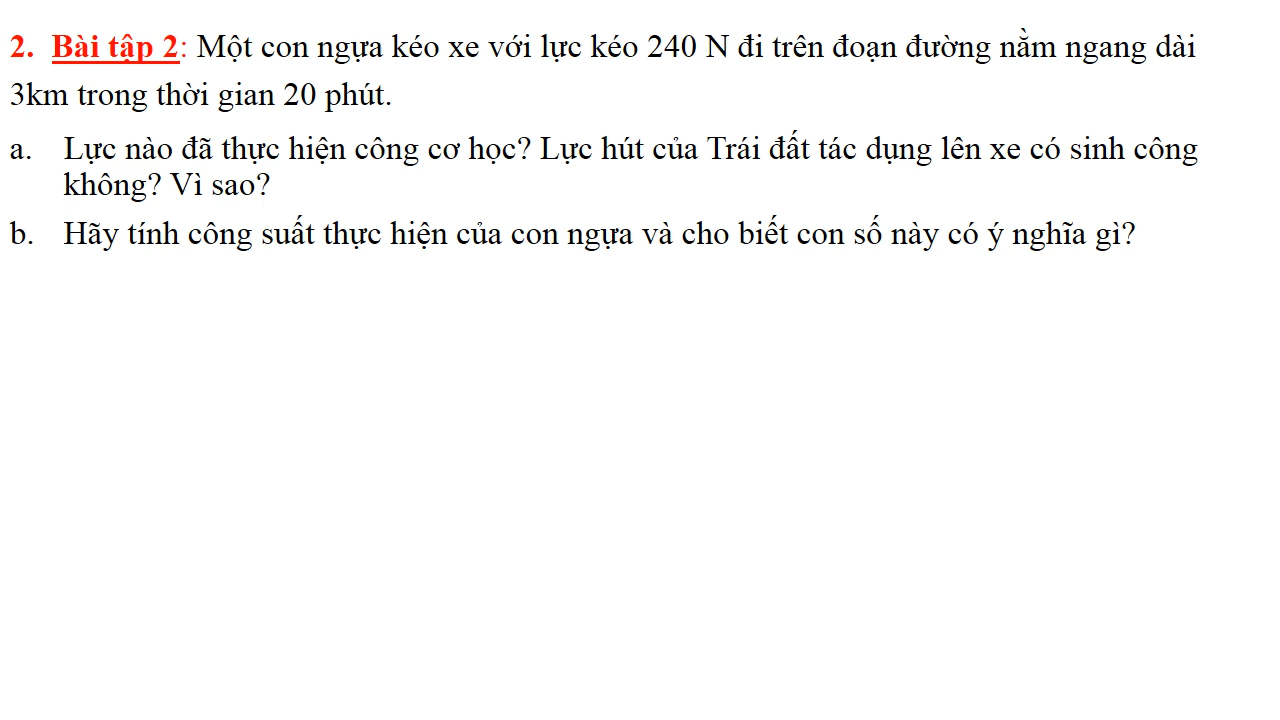 2. Bài tập 2: Một con ngựa kéo xe với lực kéo 240 N đi trên đoạn đường nằm ngang dài
3km trong thời gian 20 phút.
a. Lực nào đã thực hiện công cơ học? Lực hút của Trái đất tác dụng lên xe có sinh công
không? Vì sao?
b. Hãy tính công suất thực hiện của con ngựa và cho biết con số này có ý nghĩa gì?